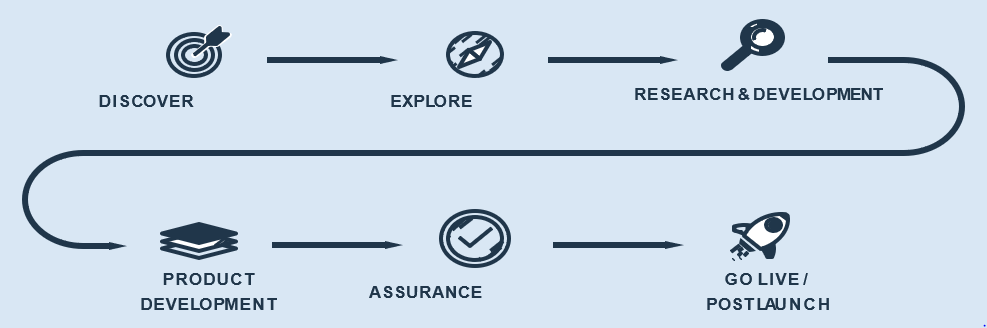 DISCOVER
EXPLORE
RESEARCH & DEVELOPMENT
PRODUCT
DEVELOPMENT
ASSURANCE
GO LIVE /
POSTLAUNCH